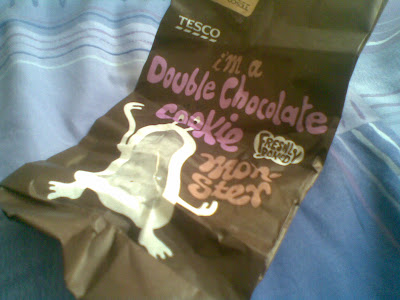 TESCO
i'm a
Double Chocolate
cookie
FRESHLY
BAKED
mon-
ster